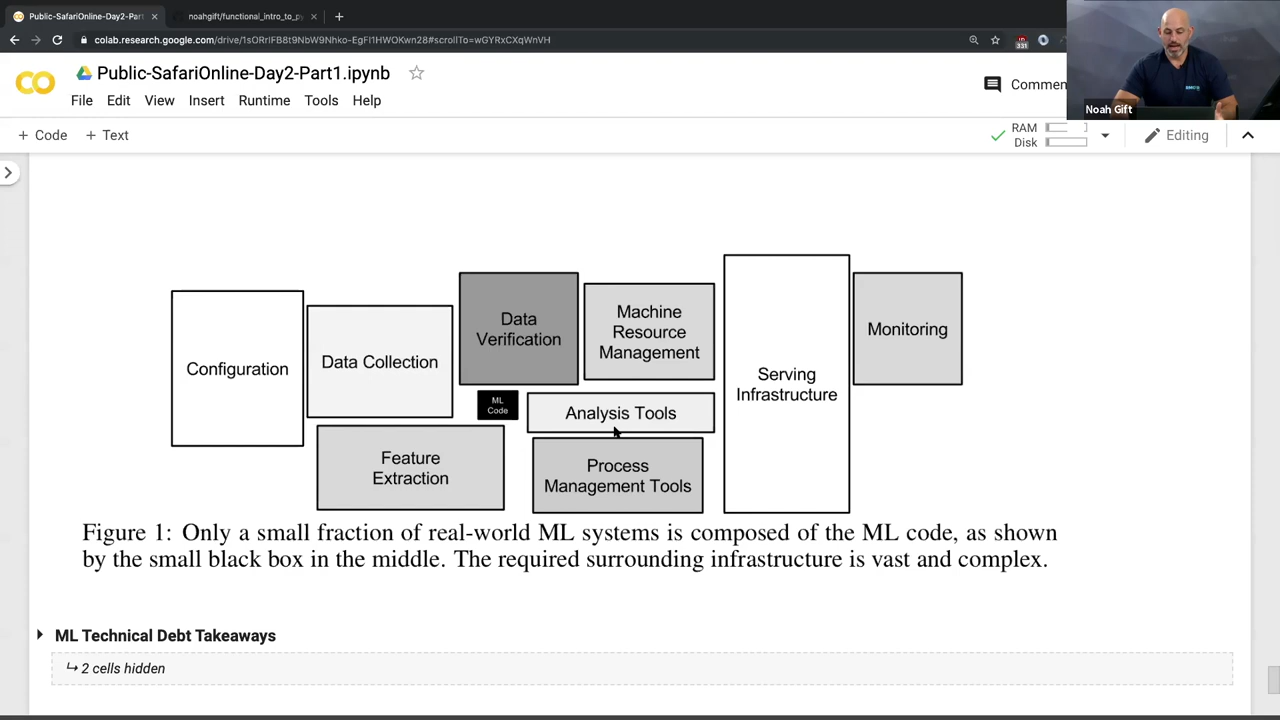 Public-SafariOnline-Day2-Part
noahgift/functional_intro_to_p
colab.research.google.com/drive/1sORrIFB8t9NbW9Nhko-EgFI1HWOKwn28#scrollTo=wGYRxCXqWnVH
331
Public-SafariOnline-Day2-Part1.ipynb
File Edit View Insert Runtime Tools Help
Commen
Noah Gift
+ Code + Text
RAM
Disk
Editing
Configuration
Data Collection
Data
Verification
Machine
Resource
Management
Serving
Infrastructure
Monitoring
ML
Code
Analysis Tools
Feature
Extraction
Process
Management Tools
Figure 1: Only a small fraction of real-world ML systems is composed of the ML code, as shown
by the small black box in the middle. The required surrounding infrastructure is vast and complex.
ML Technical Debt Takeaways
2 cells hidden